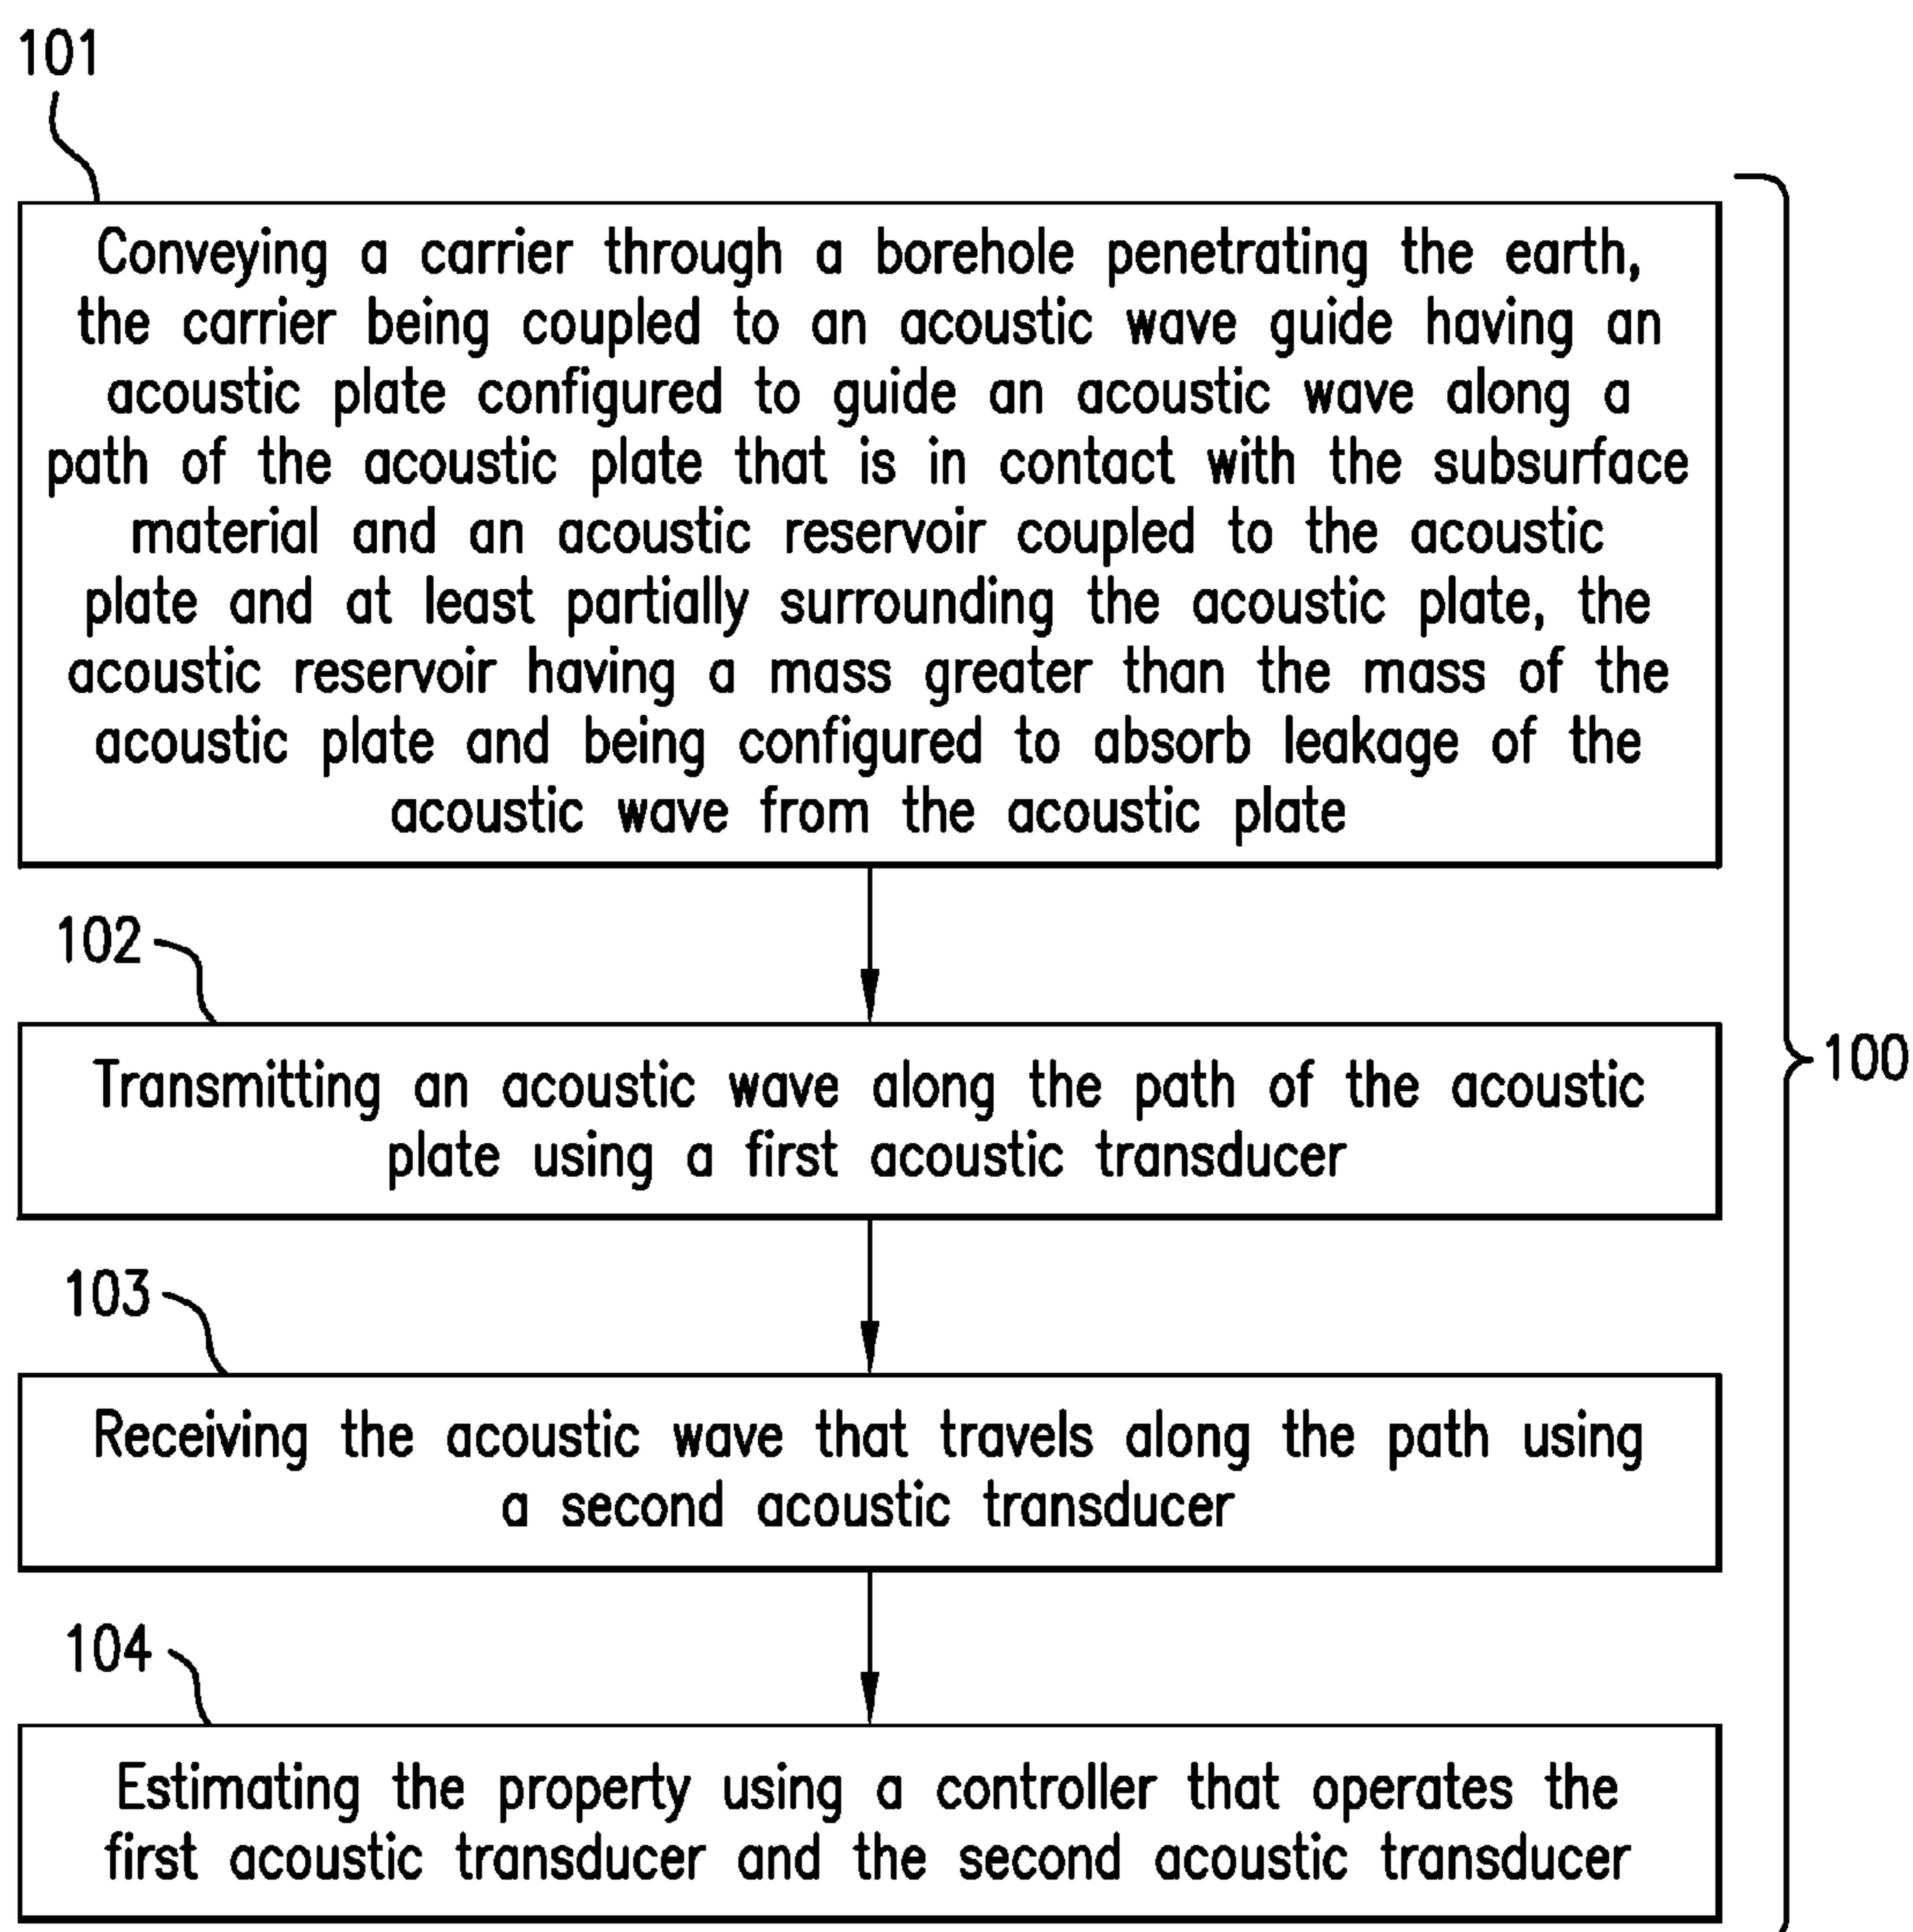 101
Conveying a carrier through a borehole penetrating the earth,
the carrier being coupled to an acoustic wave guide having an
acoustic plate configured to guide an acoustic wave along a
path of the acoustic plate that is in contact with the subsurface
material and an acoustic reservoir coupled to the acoustic
plate and at least partially surrounding the acoustic plate, the
acoustic reservoir having a mass greater than the mass of the
acoustic plate and being configured to absorb leakage of the
acoustic wave from the acoustic plate
102
Transmitting an acoustic wave along the path of the acoustic
plate using a first acoustic transducer
100
103
Receiving the acoustic wave that travels along the path using
a second acoustic transducer
104
Estimating the property using a controller that operates the
first acoustic transducer and the second acoustic transducer